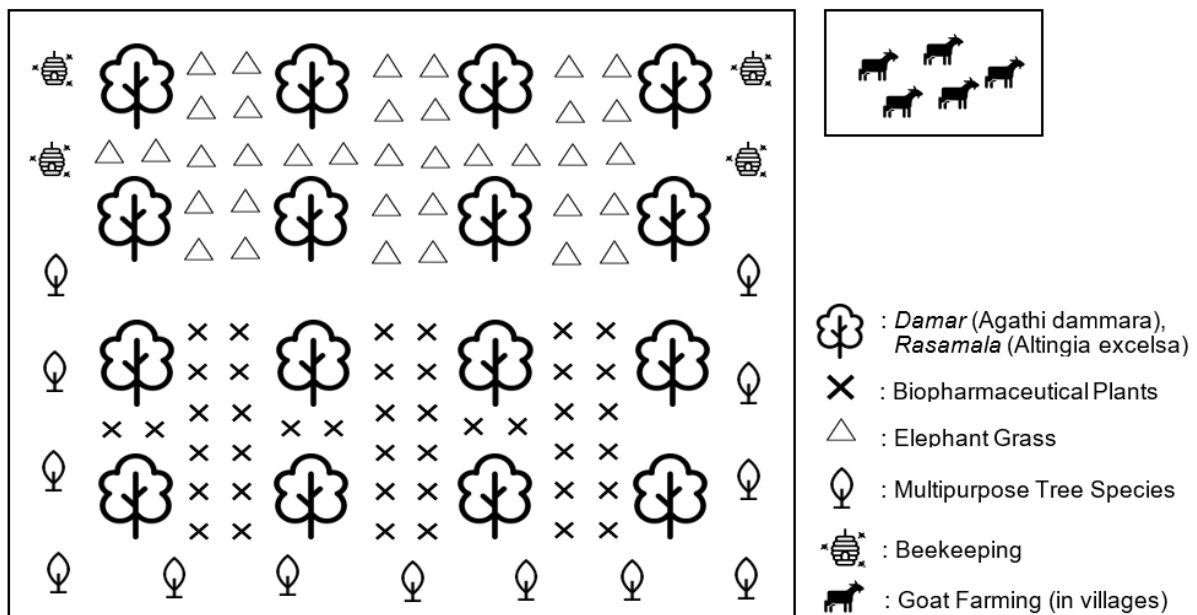 : Damar (Agathi dammara),
Rasamala (Altingia excelsa)
: Biopharmaceutical Plants
: Elephant Grass
: Multipurpose Tree Species
: Beekeeping
: Goat Farming (in villages)